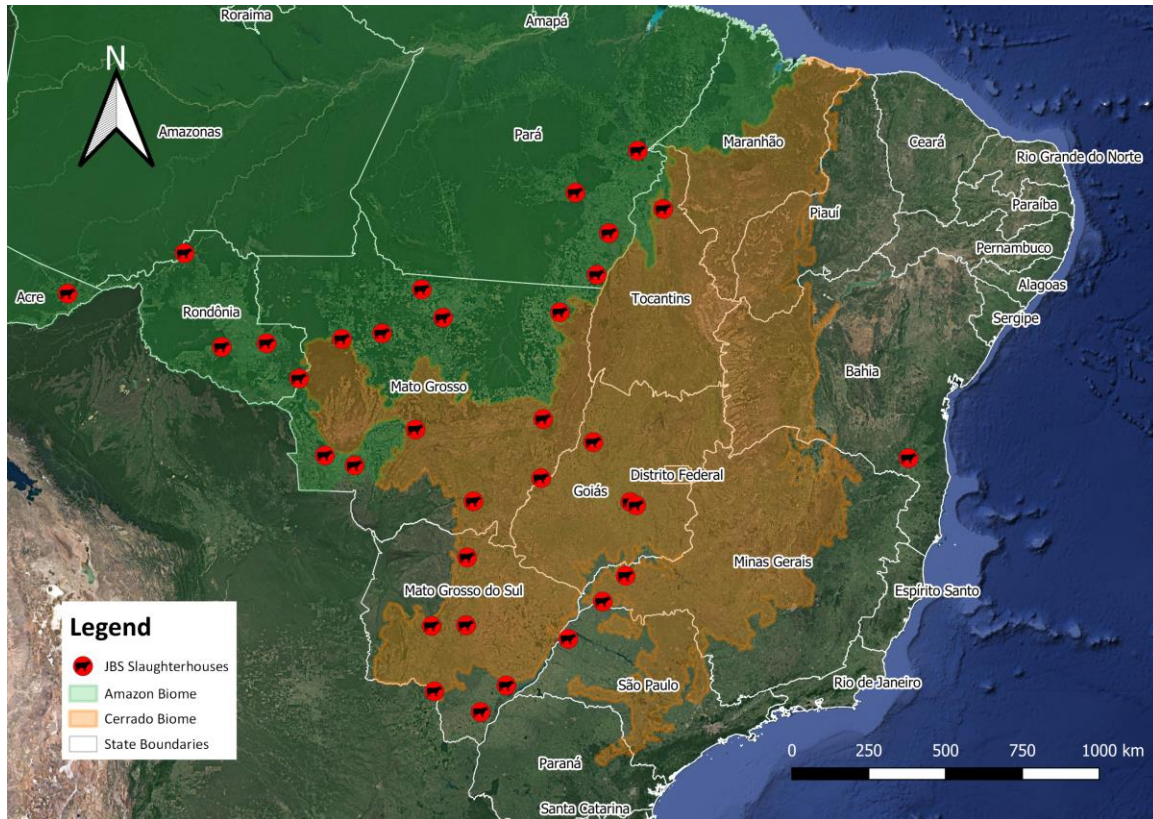 Roraima
Amapá
N
Amazonas
Pará
Maranhão
Ceará
Rio Grande do Norte
Paraíba
Piauí
Pernambuco
Alagoas
Acre
Rondônia
Tocantins
Sergipe
Bahia
Mato Grosso
Distrito Federal
Goiás
Minas Gerais
Mato Grosso do Sul
Espírito Santo
São Paulo
Rio de Janeiro
Paraná
Santa Catarina
Legend
JBS Slaughterhouses
Amazon Biome
Cerrado Biome
State Boundaries
0 250 500 750 1000 km